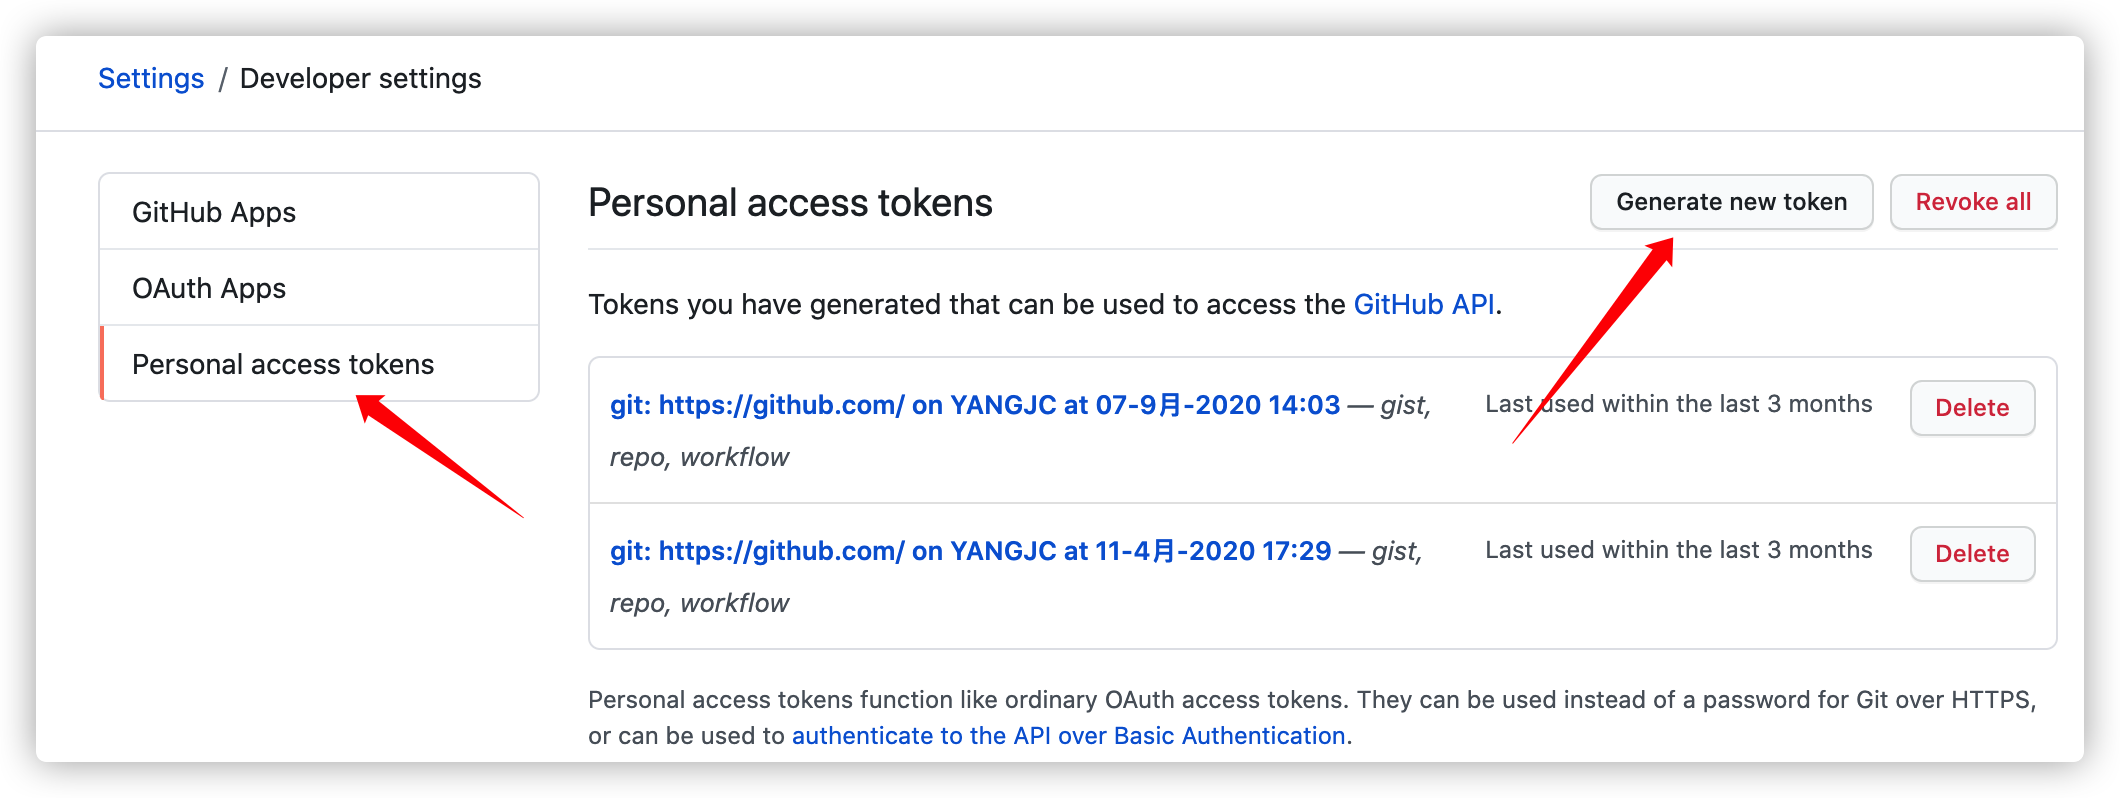 Settings / Developer settings
GitHub Apps
OAuth Apps
Personal access tokens
Personal access tokens
Generate new token
Revoke all
Tokens you have generated that can be used to access the GitHub API.
git: https://github.com/ on YANGJC at 07-9月-2020 14:03 — gist,
repo, workflow
Last used within the last 3 months
Delete
git: https://github.com/ on YANGJC at 11-4月-2020 17:29 — gist,
repo, workflow
Last used within the last 3 months
Delete
Personal access tokens function like ordinary OAuth access tokens. They can be used instead of a password for Git over HTTPS,
or can be used to authenticate to the API over Basic Authentication.